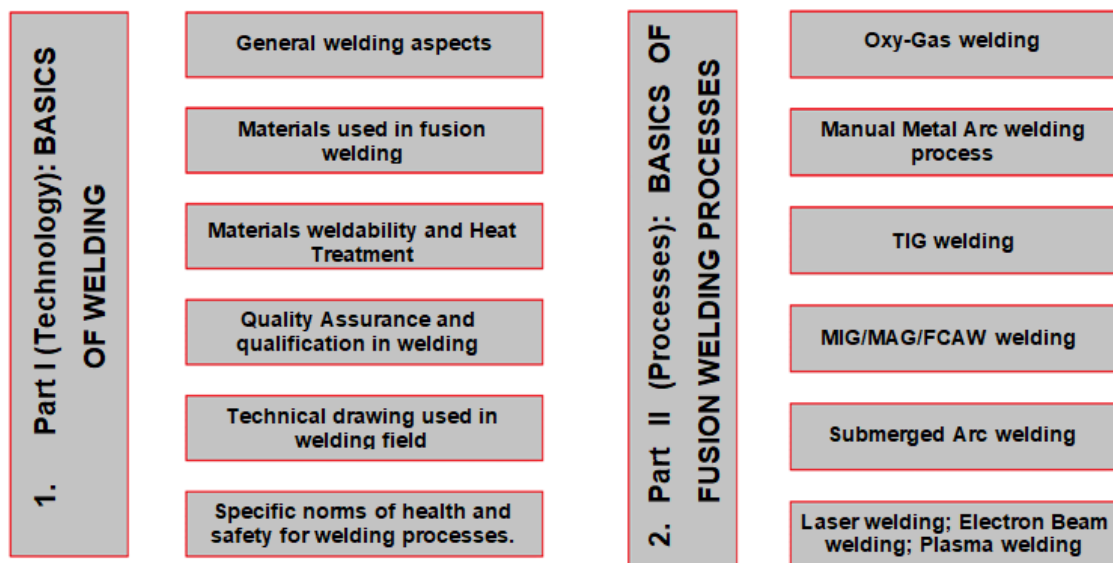 1. Part I (Technology): BASICS
OF WELDING
General welding aspects
Materials used in fusion
welding
Materials weldability and Heat
Treatment
Quality Assurance and
qualification in welding
Technical drawing used in
welding field
Specific norms of health and
safety for welding processes.
2. Part II (Processes): BASICS OF
FUSION WELDING PROCESSES
Oxy-Gas welding
Manual Metal Arc welding
process
TIG welding
MIG/MAG/FCAW welding
Submerged Arc welding
Laser welding; Electron Beam
welding; Plasma welding